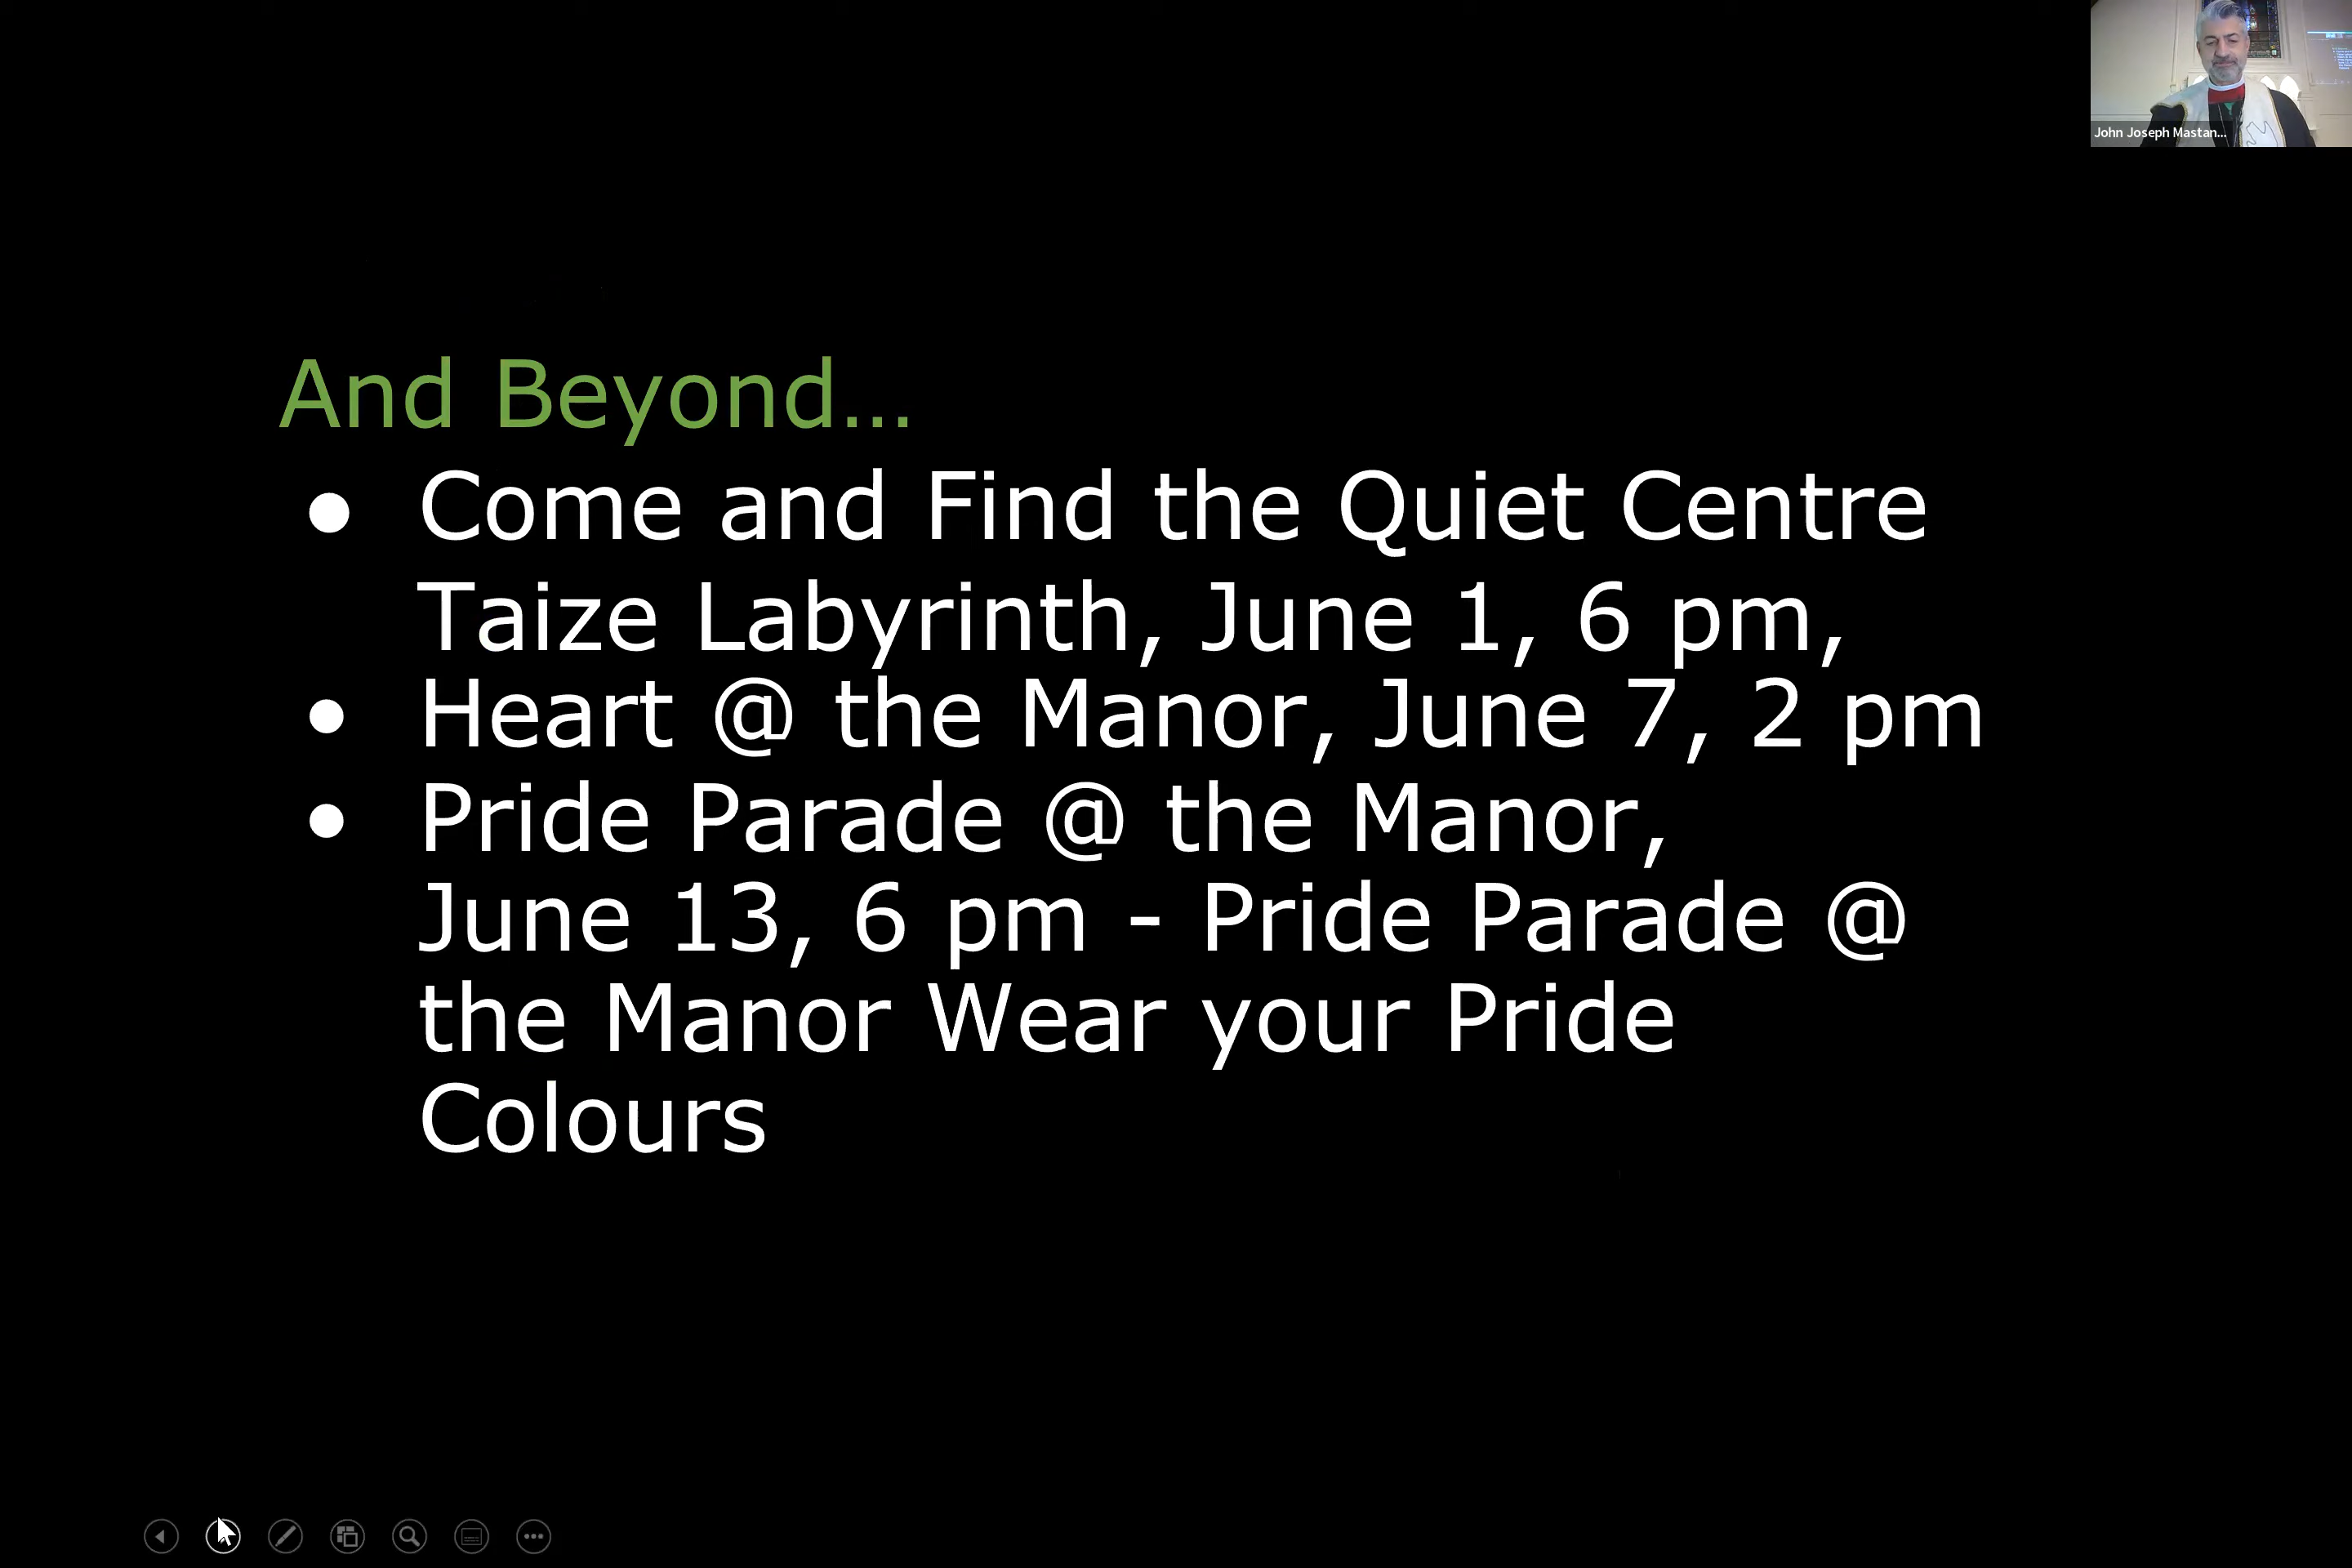 John Joseph Mastan...
And Beyond...
● Come and Find the Quiet Centre
Taize Labyrinth, June 1, 6 pm,
● Heart @ the Manor, June 7, 2 pm
● Pride Parade @ the Manor,
June 13, 6 pm - Pride Parade @
the Manor Wear your Pride
Colours